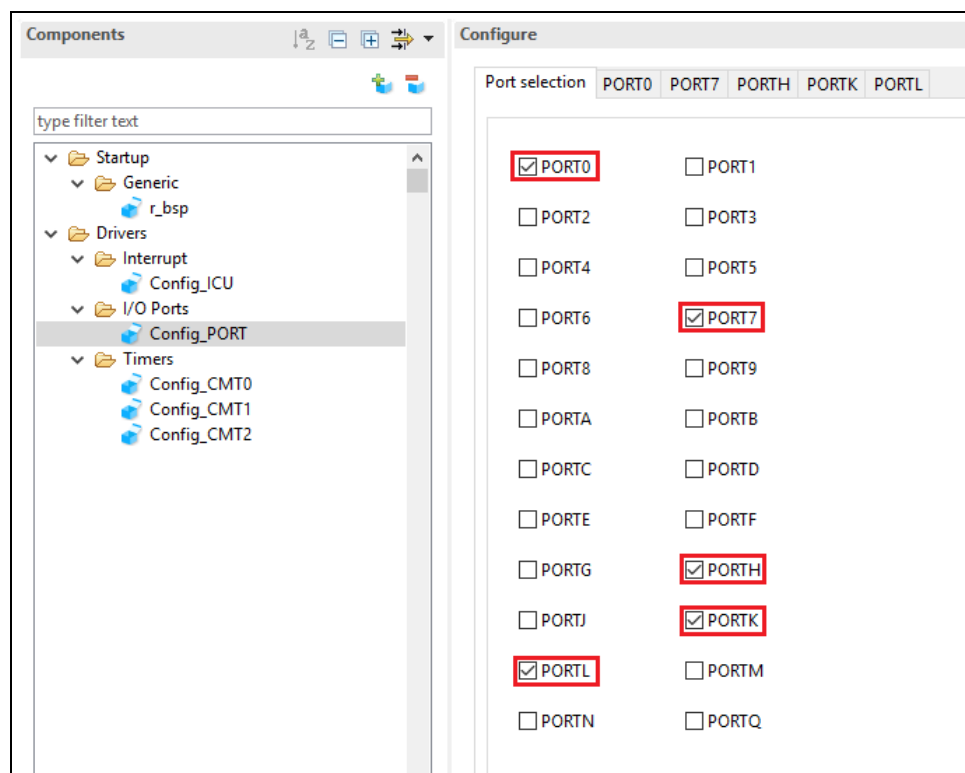 Components
Configure
Port selection PORT0 PORT7 PORTH PORTK PORTL
type filter text
Startup
Generic
r_bsp
Drivers
Interrupt
Config_ICU
I/O Ports
Config_PORT
Timers
Config_CMT0
Config_CMT1
Config_CMT2
PORT0 PORT1
PORT2 PORT3
PORT4 PORT5
PORT6 PORT7
PORT8 PORT9
PORTA PORTB
PORTC PORTD
PORTE PORTF
PORTG PORTH
PORTJ PORTK
PORTL PORTM
PORTN PORTQ